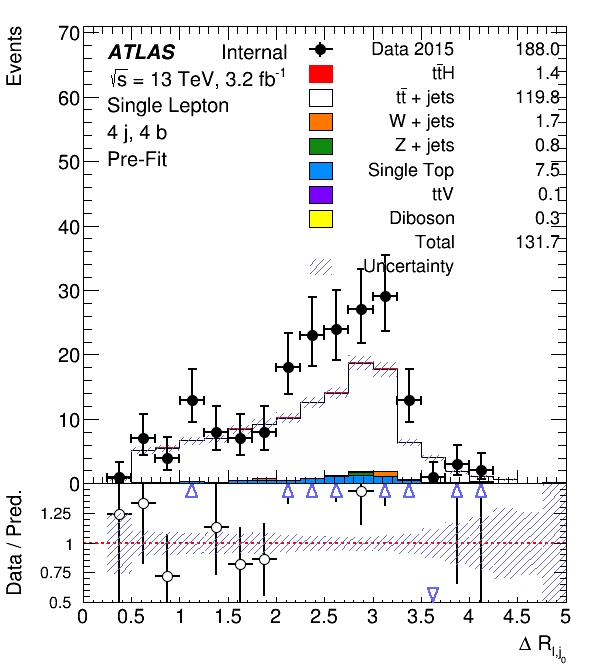 Events
70
60
50
40
30
20
10
0
ATLAS Internal
√s = 13 TeV, 3.2 fb⁻¹
Single Lepton
4 j, 4 b
Pre-Fit
Data 2015 188.0
tt̄H 1.4
tt̄ + jets 119.8
W + jets 1.7
Z + jets 0.8
Single Top 7.5
ttV 0.1
Diboson 0.3
Total 131.7
Uncertainty
Data / Pred.
1.25
1
0.75
0.5
0 0.5 1 1.5 2 2.5 3 3.5 4 4.5 5
Δ R_{l,j_0}